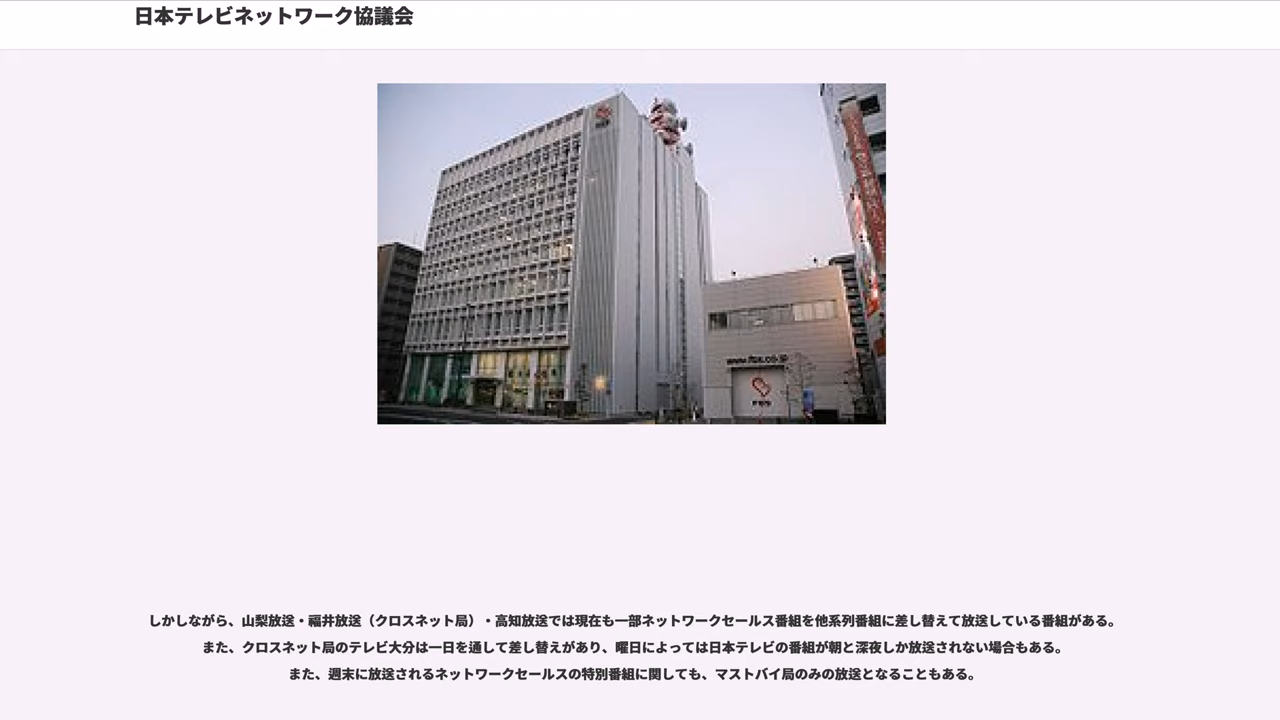 日本テレビネットワーク協議会
www.fbs.co.jp
FBS
しかしながら、山梨放送・福井放送（クロスネット局）・高知放送では現在も一部ネットワークセールス番組を他系列番組に差し替えて放送している番組がある。
また、クロスネット局のテレビ大分は一日を通して差し替えがあり、曜日によっては日本テレビの番組が朝と深夜しか放送されない場合もある。
また、週末に放送されるネットワークセールスの特別番組に関しても、マストバイ局のみの放送となることもある。